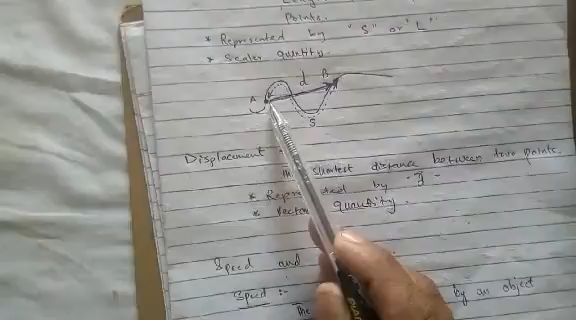 Points.
* Represented by "S" or "L"
* Scaler quantity.
d B
A
S
Displacement
shortest distance between two points.
* Represented by
* Vector quantity.
Speed and
Speed :-
The by an object